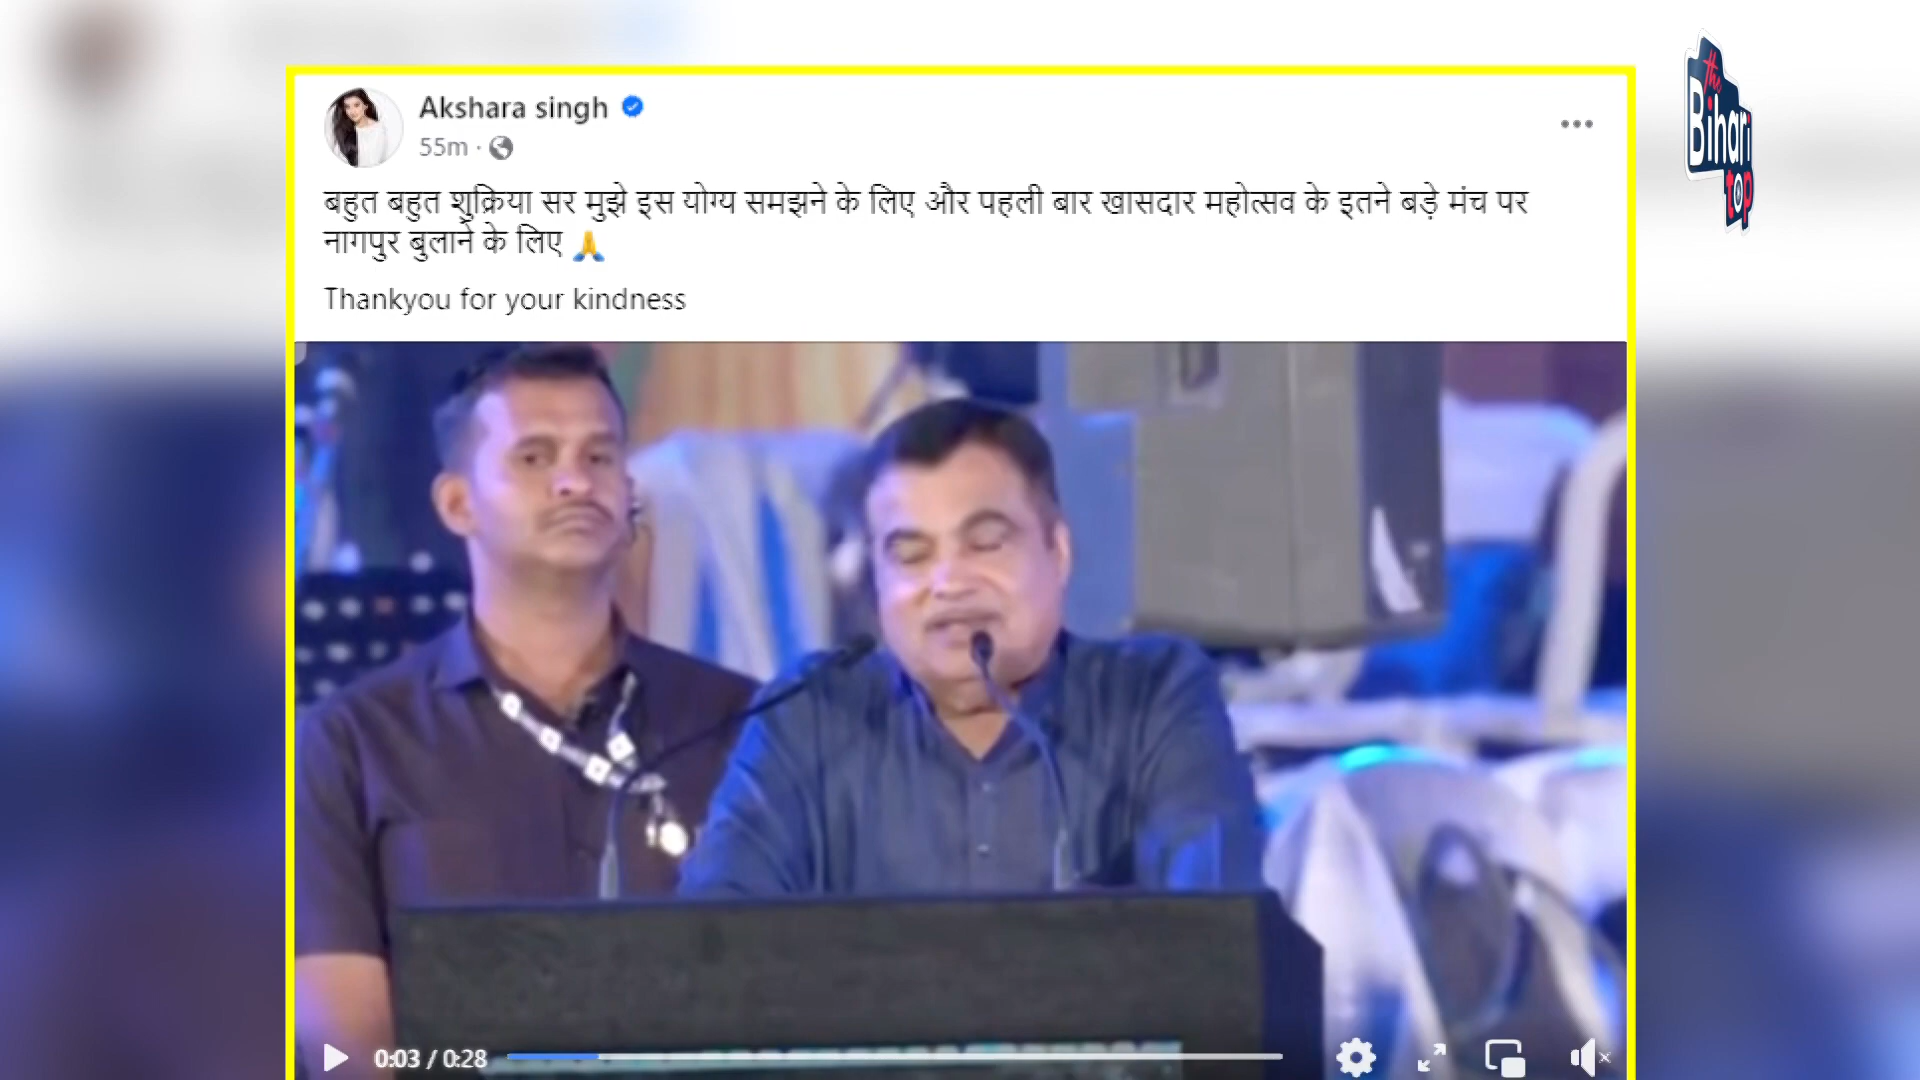 Akshara singh
55m ·
बहुत बहुत शुक्रिया सर मुझे इस योग्य समझने के लिए और पहली बार खासदार महोत्सव के इतने बड़े मंच पर
नागपुर बुलाने के लिए 🙏
Thankyou for your kindness
the
Bihari
top
0:03 / 0:28